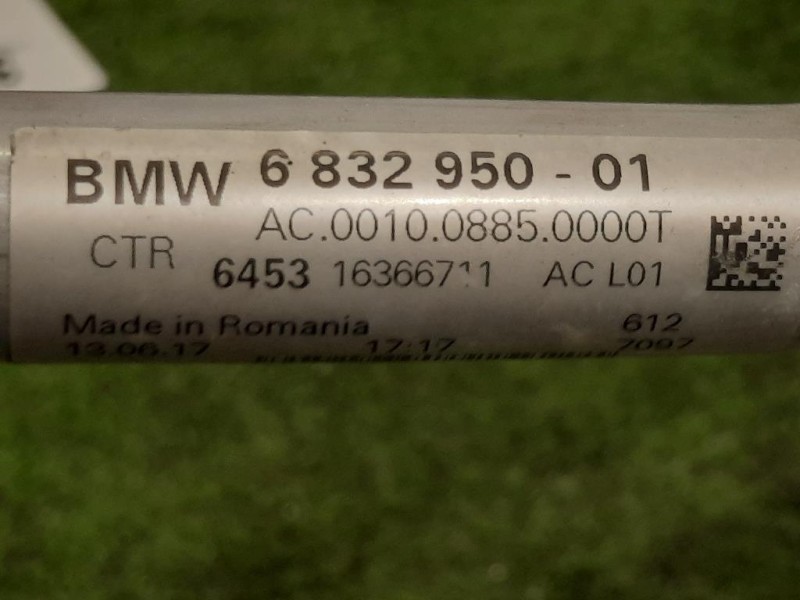 BMW 6 832 950 - 01
AC.0010.0885.0000T
CTR 6453 16366711 AC L01
Made in Romania 612
13.06.17 17:17 7097